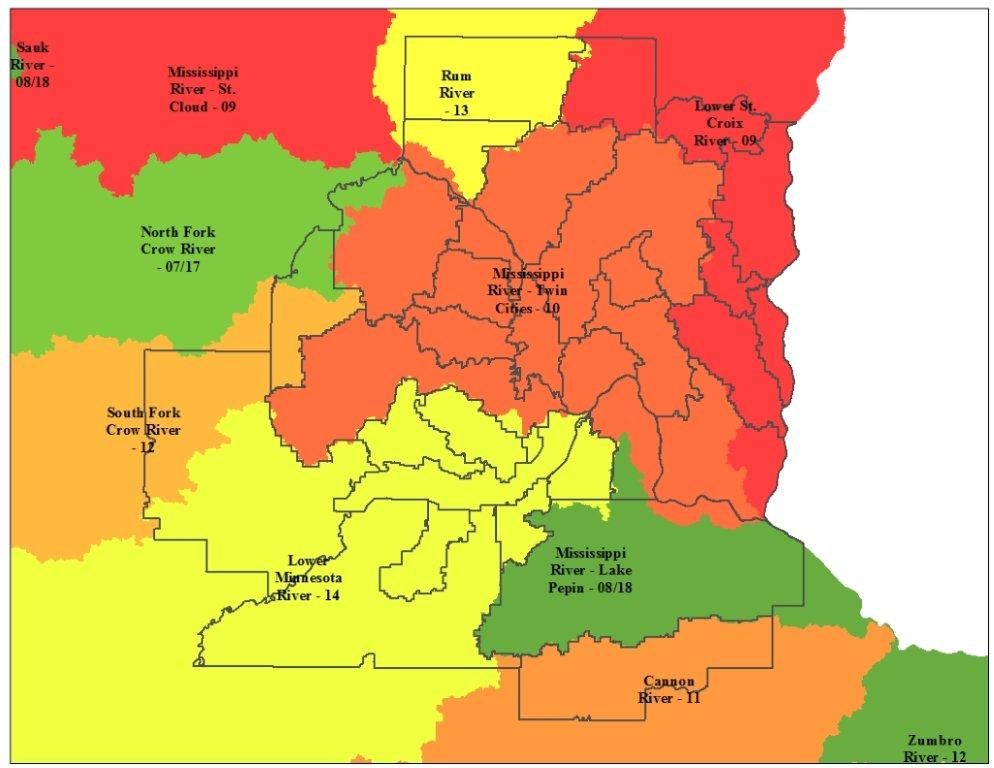 Sauk
River -
08/18
Mississippi
River - St.
Cloud - 09
Rum
River
- 13
Lower St.
Croix
River - 09
North Fork
Crow River
- 07/17
Mississippi
River - Twin
Cities - 10
South Fork
Crow River
- 12
Lower
Minnesota
River - 14
Mississippi
River - Lake
Pepin - 08/18
Cannon
River - 11
Zumbro
River - 12